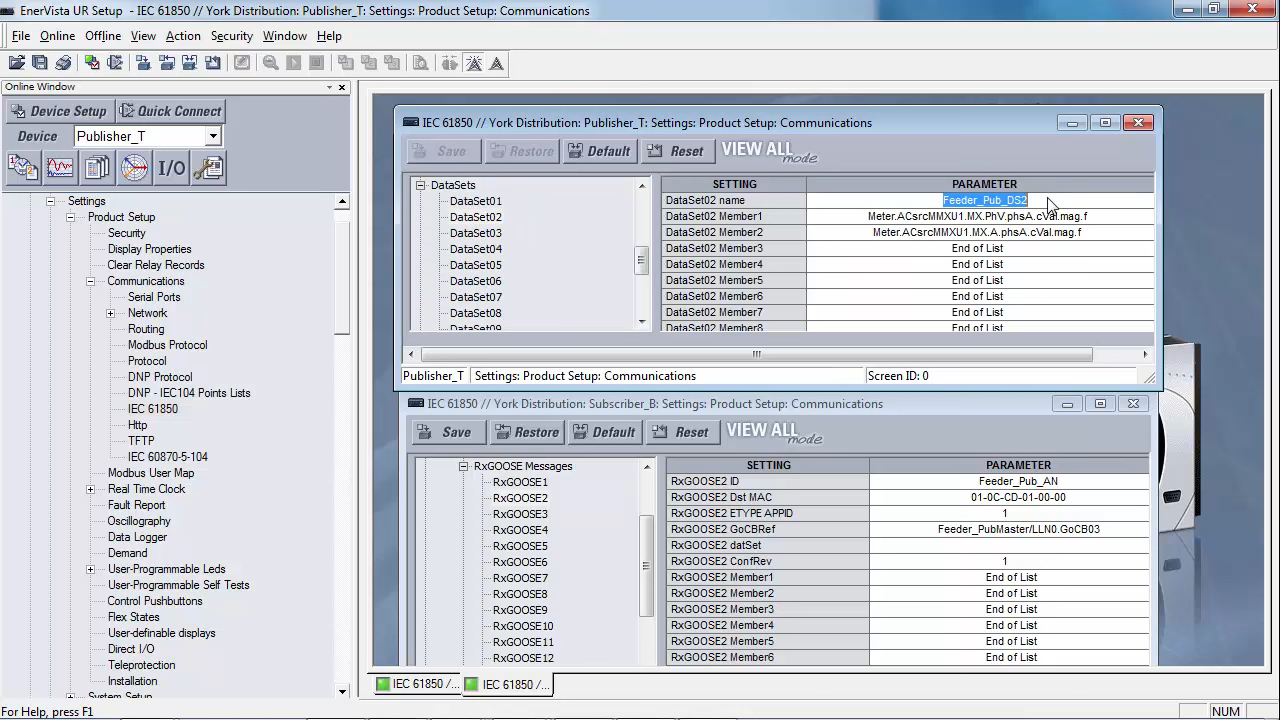 EnerVista UR Setup - IEC 61850 // York Distribution: Publisher_T: Settings: Product Setup: Communications
File Online Offline View Action Security Window Help
Online Window
Device Setup Quick Connect
Device Publisher_T
I/O
Settings
Product Setup
Security
Display Properties
Clear Relay Records
Communications
Serial Ports
Network
Routing
Modbus Protocol
Protocol
DNP Protocol
DNP - IEC104 Points Lists
IEC 61850
Http
TFTP
IEC 60870-5-104
Modbus User Map
Real Time Clock
Fault Report
Oscillography
Data Logger
Demand
User-Programmable Leds
User-Programmable Self Tests
Control Pushbuttons
Flex States
User-definable displays
Direct I/O
Teleprotection
Installation
System Setup
IEC 61850 // York Distribution: Publisher_T: Settings: Product Setup: Communications
Save Restore Default Reset VIEW ALL mode
DataSets
DataSet01
DataSet02
DataSet03
DataSet04
DataSet05
DataSet06
DataSet07
DataSet08
DataSet09
SETTING PARAMETER
DataSet02 name Feeder_Pub_DS2
DataSet02 Member1 Meter.ACsrcMMXU1.MX.PhV.phsA.cVal.mag.f
DataSet02 Member2 Meter.ACsrcMMXU1.MX.A.phsA.cVal.mag.f
DataSet02 Member3 End of List
DataSet02 Member4 End of List
DataSet02 Member5 End of List
DataSet02 Member6 End of List
DataSet02 Member7 End of List
DataSet02 Member8 End of List
Publisher_T Settings: Product Setup: Communications Screen ID: 0
IEC 61850 // York Distribution: Subscriber_B: Settings: Product Setup: Communications
Save Restore Default Reset VIEW ALL mode
RxGOOSE Messages
RxGOOSE1
RxGOOSE2
RxGOOSE3
RxGOOSE4
RxGOOSE5
RxGOOSE6
RxGOOSE7
RxGOOSE8
RxGOOSE9
RxGOOSE10
RxGOOSE11
RxGOOSE12
SETTING PARAMETER
RxGOOSE2 ID Feeder_Pub_AN
RxGOOSE2 Dst MAC 01-0C-CD-01-00-00
RxGOOSE2 ETYPE APPID 1
RxGOOSE2 GoCBRef Feeder_PubMaster/LLN0.GoCB03
RxGOOSE2 datSet
RxGOOSE2 ConfRev 1
RxGOOSE2 Member1 End of List
RxGOOSE2 Member2 End of List
RxGOOSE2 Member3 End of List
RxGOOSE2 Member4 End of List
RxGOOSE2 Member5 End of List
RxGOOSE2 Member6 End of List
IEC 61850 /... IEC 61850 /...
For Help, press F1 NUM